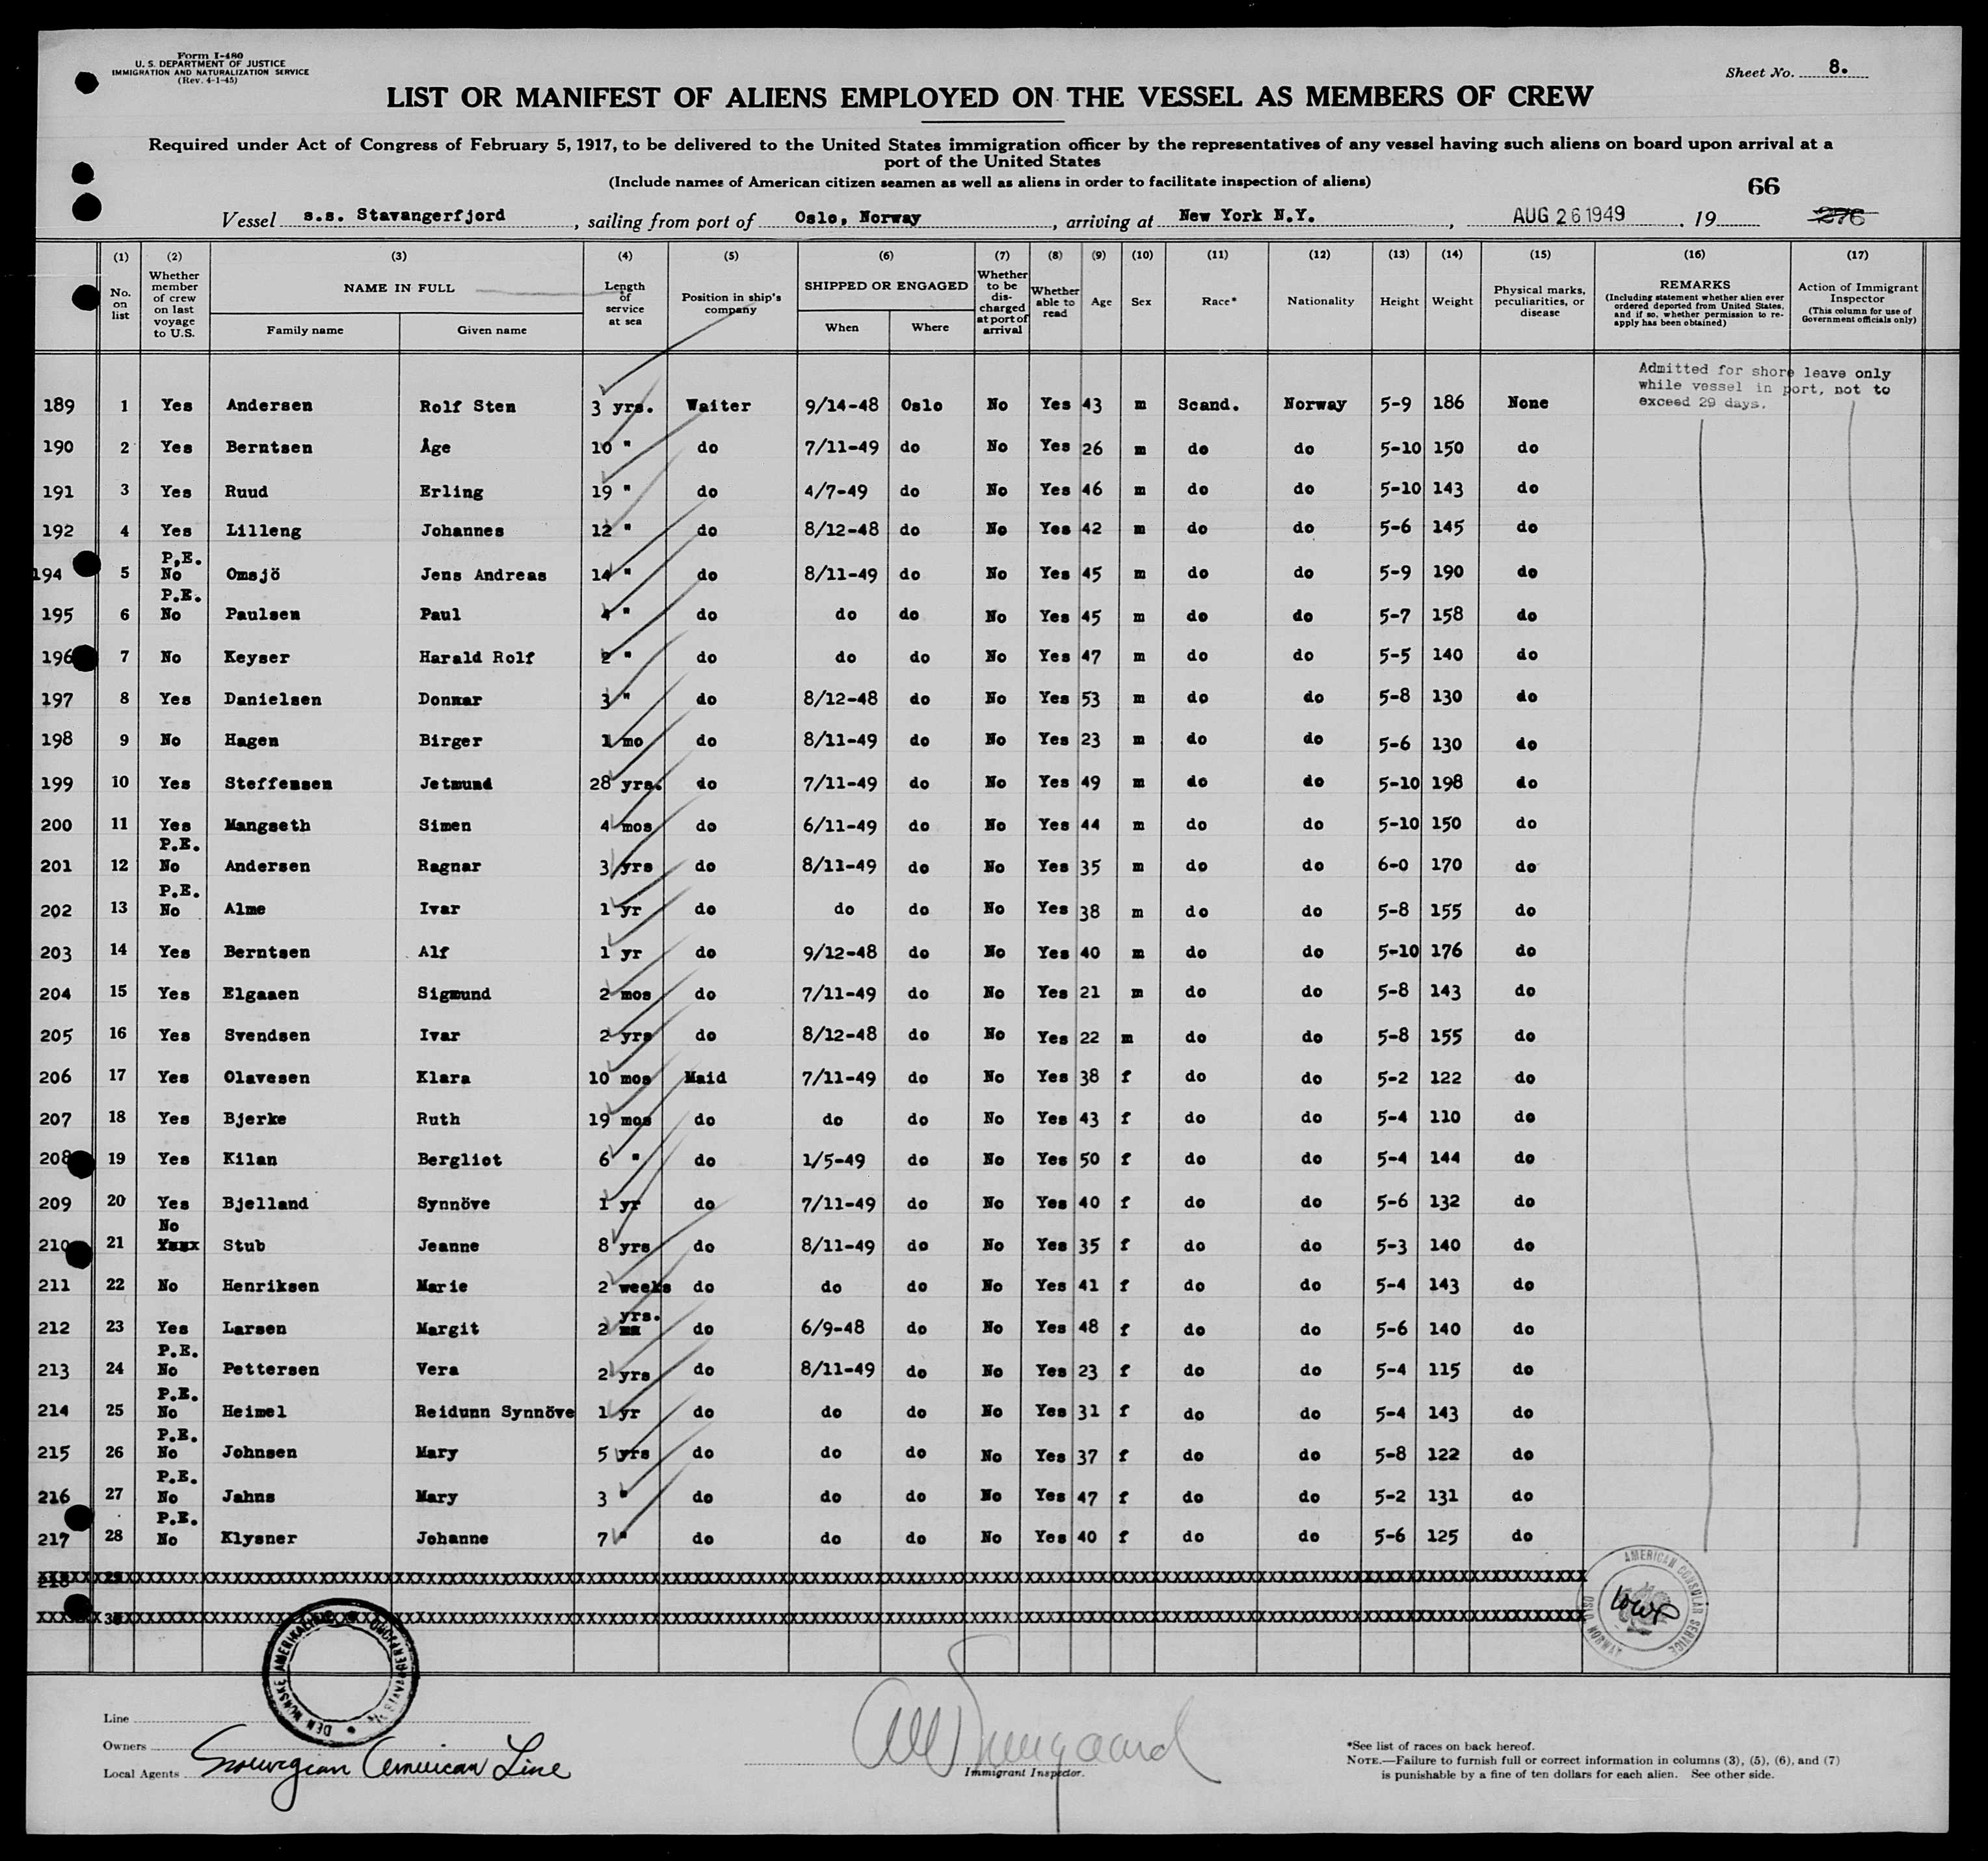 Form I-480
U. S. DEPARTMENT OF JUSTICE
IMMIGRATION AND NATURALIZATION SERVICE
(Rev. 4-1-45)
Sheet No. 8.
LIST OR MANIFEST OF ALIENS EMPLOYED ON THE VESSEL AS MEMBERS OF CREW
Required under Act of Congress of February 5, 1917, to be delivered to the United States immigration officer by the representatives of any vessel having such aliens on board upon arrival at a
port of the United States
(Include names of American citizen seamen as well as aliens in order to facilitate inspection of aliens)
66
Vessel s.s. Stavangerfjord, sailing from port of Oslo, Norway, arriving at New York N.Y., AUG 26 1949, 19 276
(1) (2) (3) (4) (5) (6) (7) (8) (9) (10) (11) (12) (13) (14) (15) (16) (17)
No. on list
Whether member of crew on last voyage to U.S.
NAME IN FULL
Family name Given name
Length of service at sea
Position in ship's company
SHIPPED OR ENGAGED
When Where
Whether to be discharged at port of arrival
Whether able to read
Age
Sex
Race*
Nationality
Height
Weight
Physical marks, peculiarities, or disease
REMARKS
(Including statement whether alien ever ordered deported from United States, and if so, whether permission to reapply has been obtained)
Action of Immigrant Inspector
(This column for use of Government officials only)
Admitted for shore leave only
while vessel in port, not to
exceed 29 days.
189 1 Yes Andersen Rolf Sten 3 yrs. Waiter 9/14-48 Oslo No Yes 43 m Scand. Norway 5-9 186 None
190 2 Yes Berntsen Åge 10 " do 7/11-49 do No Yes 26 m do do 5-10 150 do
191 3 Yes Ruud Erling 19 " do 4/7-49 do No Yes 46 m do do 5-10 143 do
192 4 Yes Lilleng Johannes 12 " do 8/12-48 do No Yes 42 m do do 5-6 145 do
P.E.
194 5 No Omsjö Jens Andreas 14 " do 8/11-49 do No Yes 45 m do do 5-9 190 do
P.E.
195 6 No Paulsen Paul 4 " do do do No Yes 45 m do do 5-7 158 do
196 7 No Keyser Harald Rolf 2 " do do do No Yes 47 m do do 5-5 140 do
197 8 Yes Danielsen Donmar 3 " do 8/12-48 do No Yes 53 m do do 5-8 130 do
198 9 No Hagen Birger 1 mo do 8/11-49 do No Yes 23 m do do 5-6 130 do
199 10 Yes Steffensen Jetmund 28 yrs. do 7/11-49 do No Yes 49 m do do 5-10 198 do
200 11 Yes Mangseth Simen 4 mos do 6/11-49 do No Yes 44 m do do 5-10 150 do
P.E.
201 12 No Andersen Ragnar 3 yrs do 8/11-49 do No Yes 35 m do do 6-0 170 do
P.E.
202 13 No Alme Ivar 1 yr do do do No Yes 38 m do do 5-8 155 do
203 14 Yes Berntsen Alf 1 yr do 9/12-48 do No Yes 40 m do do 5-10 176 do
204 15 Yes Elgaaen Sigmund 2 mos do 7/11-49 do No Yes 21 m do do 5-8 143 do
205 16 Yes Svendsen Ivar 2 yrs do 8/12-48 do No Yes 22 m do do 5-8 155 do
206 17 Yes Olavesen Klara 10 mos Maid 7/11-49 do No Yes 38 f do do 5-2 122 do
207 18 Yes Bjerke Ruth 19 mos do do do No Yes 43 f do do 5-4 110 do
208 19 Yes Kilan Bergliot 6 " do 1/5-49 do No Yes 50 f do do 5-4 144 do
209 20 Yes Bjelland Synnöve 1 yr do 7/11-49 do No Yes 40 f do do 5-6 132 do
No
210 21 Stub Jeanne 8 yrs do 8/11-49 do No Yes 35 f do do 5-3 140 do
211 22 No Henriksen Marie 2 weeks do do do No Yes 41 f do do 5-4 143 do
yrs.
212 23 Yes Larsen Margit 2 do 6/9-48 do No Yes 48 f do do 5-6 140 do
P.E.
213 24 No Pettersen Vera 2 yrs do 8/11-49 do No Yes 23 f do do 5-4 115 do
P.E.
214 25 No Heimel Reidunn Synnöve 1 yr do do do No Yes 31 f do do 5-4 143 do
P.E.
215 26 No Johnsen Mary 5 yrs do do do No Yes 37 f do do 5-8 122 do
P.E.
216 27 No Jahns Mary 3 " do do do No Yes 47 f do do 5-2 131 do
P.E.
217 28 No Klysner Johanne 7 " do do do No Yes 40 f do do 5-6 125 do
AMERICAN CONSULAR SERVICE
OSLO NORWAY
DEN NORSKE AMERIKALINJE
Line
Owners
Local Agents Norwegian American Line
Immigrant Inspector.
*See list of races on back hereof.
NOTE.—Failure to furnish full or correct information in columns (3), (5), (6), and (7)
is punishable by a fine of ten dollars for each alien. See other side.